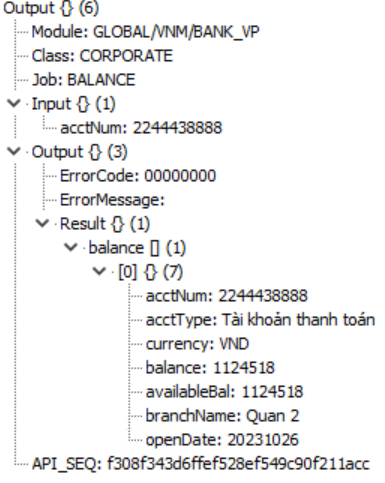 Output {} (6)
Module: GLOBAL/VNM/BANK_VP
Class: CORPORATE
Job: BALANCE
Input {} (1)
acctNum: 2244438888
Output {} (3)
ErrorCode: 00000000
ErrorMessage:
Result {} (1)
balance [] (1)
[0] {} (7)
acctNum: 2244438888
acctType: Tài khoản thanh toán
currency: VND
balance: 1124518
availableBal: 1124518
branchName: Quan 2
openDate: 20231026
API_SEQ: f308f343d6ffef528ef549c90f211acc